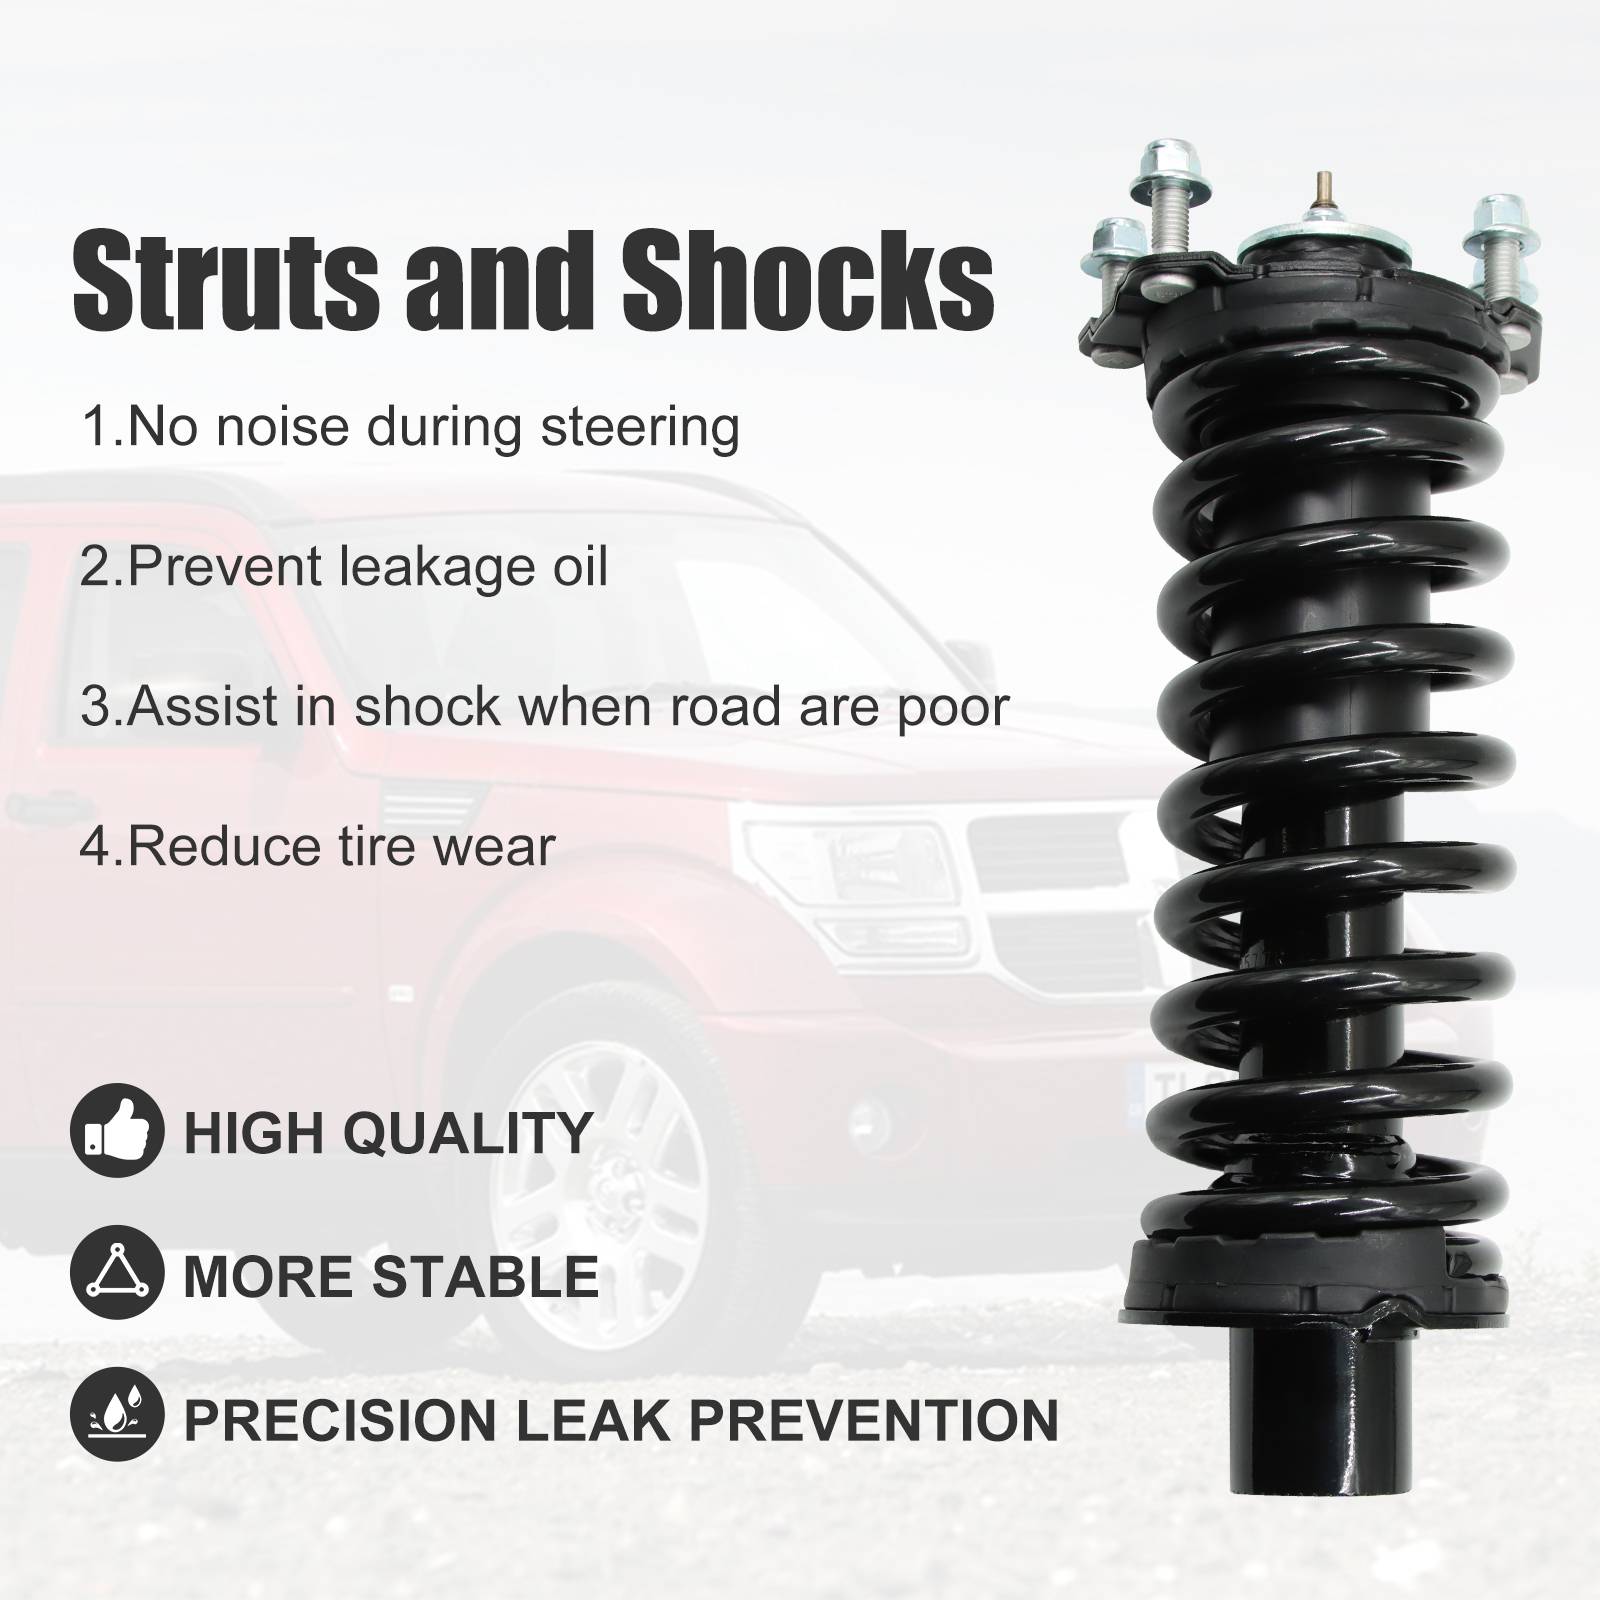 Struts and Shocks
1.No noise during steering
2.Prevent leakage oil
3.Assist in shock when road are poor
4.Reduce tire wear
HIGH QUALITY
MORE STABLE
PRECISION LEAK PREVENTION